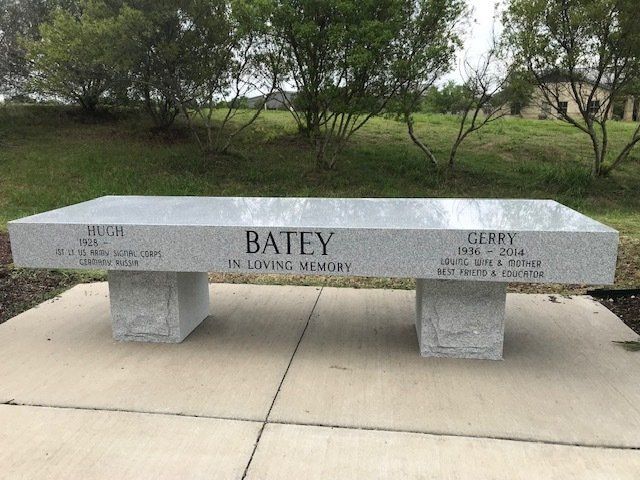 HUGH
1928 -
1ST LT US ARMY SIGNAL CORPS
GERMANY, RUSSIA
BATEY
IN LOVING MEMORY
GERRY
1936 - 2014
LOVING WIFE & MOTHER
BEST FRIEND & EDUCATOR